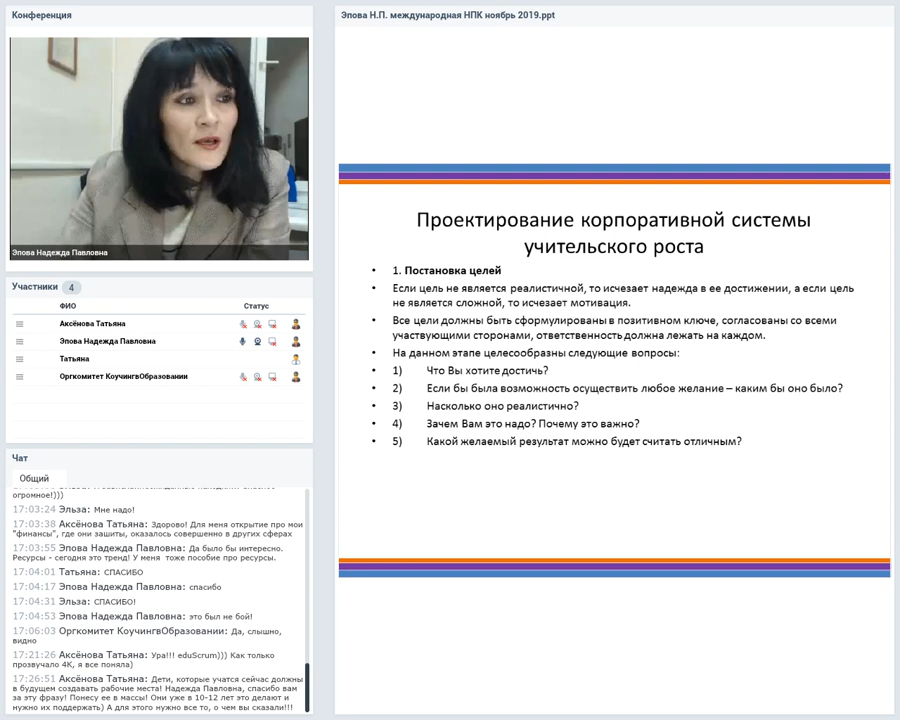 Конференция
Эпова Надежда Павловна
Участники 4
ФИО Статус
Аксёнова Татьяна
Эпова Надежда Павловна
Татьяна
Оргкомитет КоучингвОбразовании
Чат
Общий
огромное!)))
17:03:24 Эльза: Мне надо!
17:03:38 Аксёнова Татьяна: Здорово! Для меня открытие про мои
"финансы", где они зашиты, оказалось совершенно в других сферах
17:03:55 Эпова Надежда Павловна: Да было бы интересно.
Ресурсы - сегодня это тренд! У меня тоже пособие про ресурсы.
17:04:01 Татьяна: СПАСИБО
17:04:17 Эпова Надежда Павловна: спасибо
17:04:31 Эльза: СПАСИБО!
17:04:53 Эпова Надежда Павловна: это был не бой!
17:06:03 Оргкомитет КоучингвОбразовании: Да, слышно,
видно
17:21:26 Аксёнова Татьяна: Ура!!! eduScrum))) Как только
прозвучало 4К, я все поняла)
17:26:51 Аксёнова Татьяна: Дети, которые учатся сейчас должны
в будущем создавать рабочие места! Надежда Павловна, спасибо вам
за эту фразу! Понесу ее в массы! Они уже в 10-12 лет это делают и
нужно их поддержать) А для этого нужно все то, о чем вы сказали!!!
Эпова Н.П. международная НПК ноябрь 2019.ppt
Проектирование корпоративной системы
учительского роста
• 1. Постановка целей
• Если цель не является реалистичной, то исчезает надежда в ее достижении, а если цель
не является сложной, то исчезает мотивация.
• Все цели должны быть сформулированы в позитивном ключе, согласованы со всеми
участвующими сторонами, ответственность должна лежать на каждом.
• На данном этапе целесообразны следующие вопросы:
• 1) Что Вы хотите достичь?
• 2) Если бы была возможность осуществить любое желание – каким бы оно было?
• 3) Насколько оно реалистично?
• 4) Зачем Вам это надо? Почему это важно?
• 5) Какой желаемый результат можно будет считать отличным?